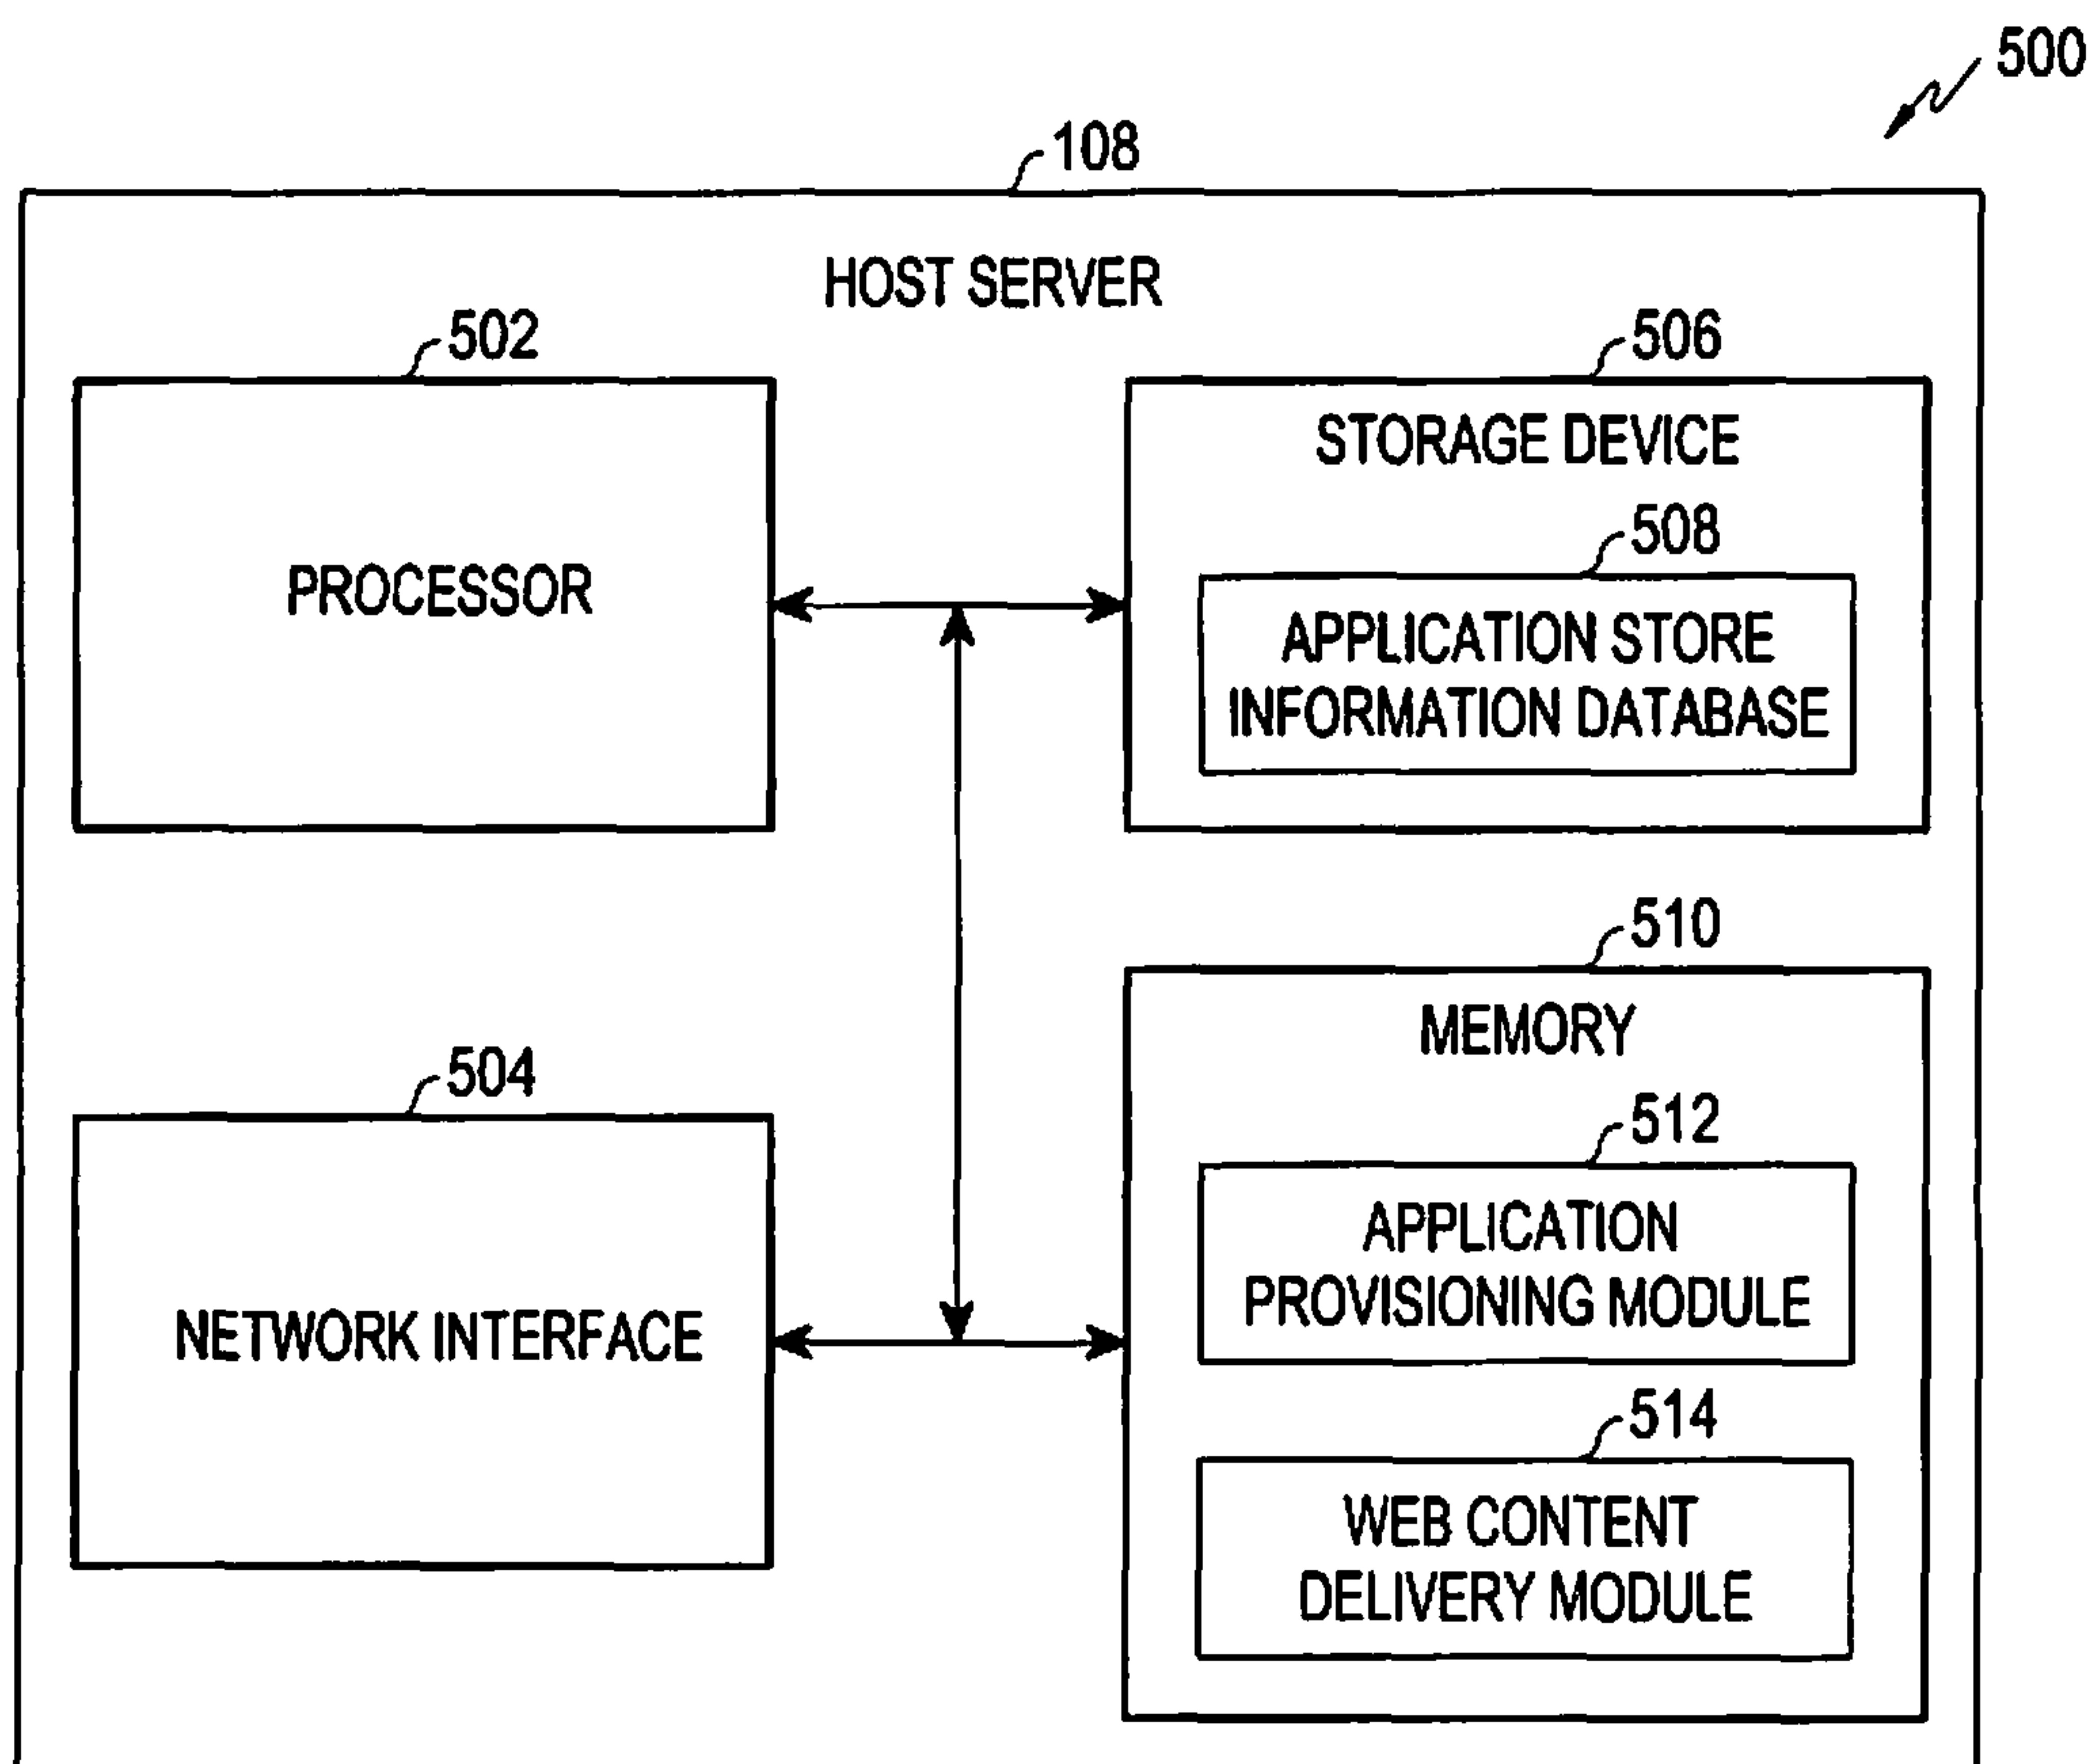 500
108
HOST SERVER
502
PROCESSOR
506
STORAGE DEVICE
508
APPLICATION STORE
INFORMATION DATABASE
504
NETWORK INTERFACE
510
MEMORY
512
APPLICATION
PROVISIONING MODULE
514
WEB CONTENT
DELIVERY MODULE